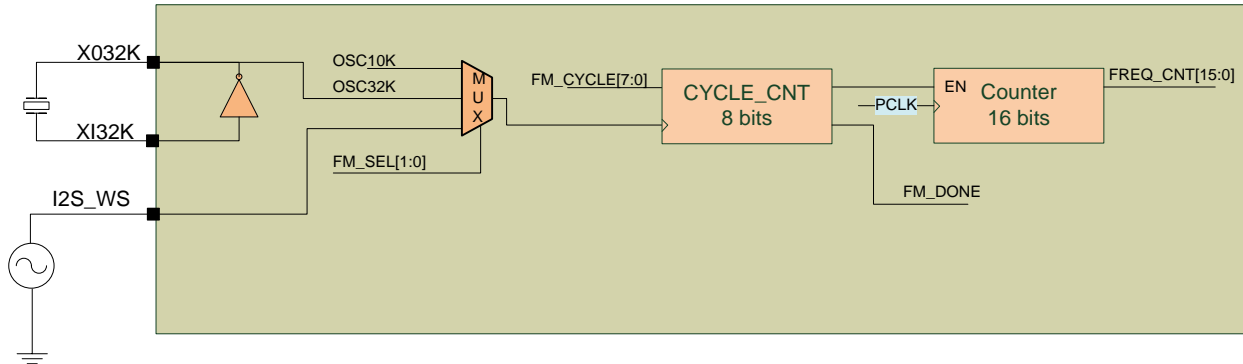 X032K
XI32K
I2S_WS
OSC10K
OSC32K
FM_SEL[1:0]
M
U
X
FM_CYCLE[7:0]
CYCLE_CNT
8 bits
PCLK
EN
Counter
16 bits
FREQ_CNT[15:0]
FM_DONE